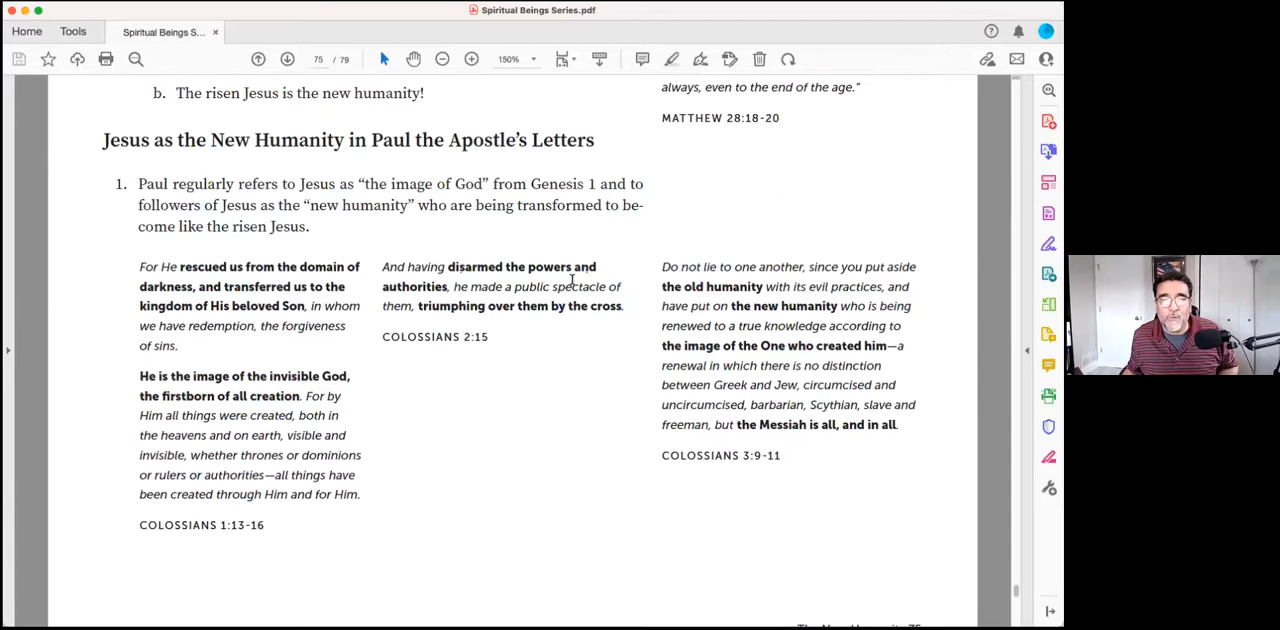 Spiritual Beings Series.pdf
Home
Tools
Spiritual Beings S...
75 / 79
150%
b. The risen Jesus is the new humanity!
always, even to the end of the age.”
MATTHEW 28:18-20
Jesus as the New Humanity in Paul the Apostle’s Letters
1. Paul regularly refers to Jesus as “the image of God” from Genesis 1 and to
followers of Jesus as the “new humanity” who are being transformed to be-
come like the risen Jesus.
For He rescued us from the domain of
darkness, and transferred us to the
kingdom of His beloved Son, in whom
we have redemption, the forgiveness
of sins.
He is the image of the invisible God,
the firstborn of all creation. For by
Him all things were created, both in
the heavens and on earth, visible and
invisible, whether thrones or dominions
or rulers or authorities—all things have
been created through Him and for Him.
COLOSSIANS 1:13-16
And having disarmed the powers and
authorities, he made a public spectacle of
them, triumphing over them by the cross.
COLOSSIANS 2:15
Do not lie to one another, since you put aside
the old humanity with its evil practices, and
have put on the new humanity who is being
renewed to a true knowledge according to
the image of the One who created him—a
renewal in which there is no distinction
between Greek and Jew, circumcised and
uncircumcised, barbarian, Scythian, slave and
freeman, but the Messiah is all, and in all.
COLOSSIANS 3:9-11
The New Humanity 75